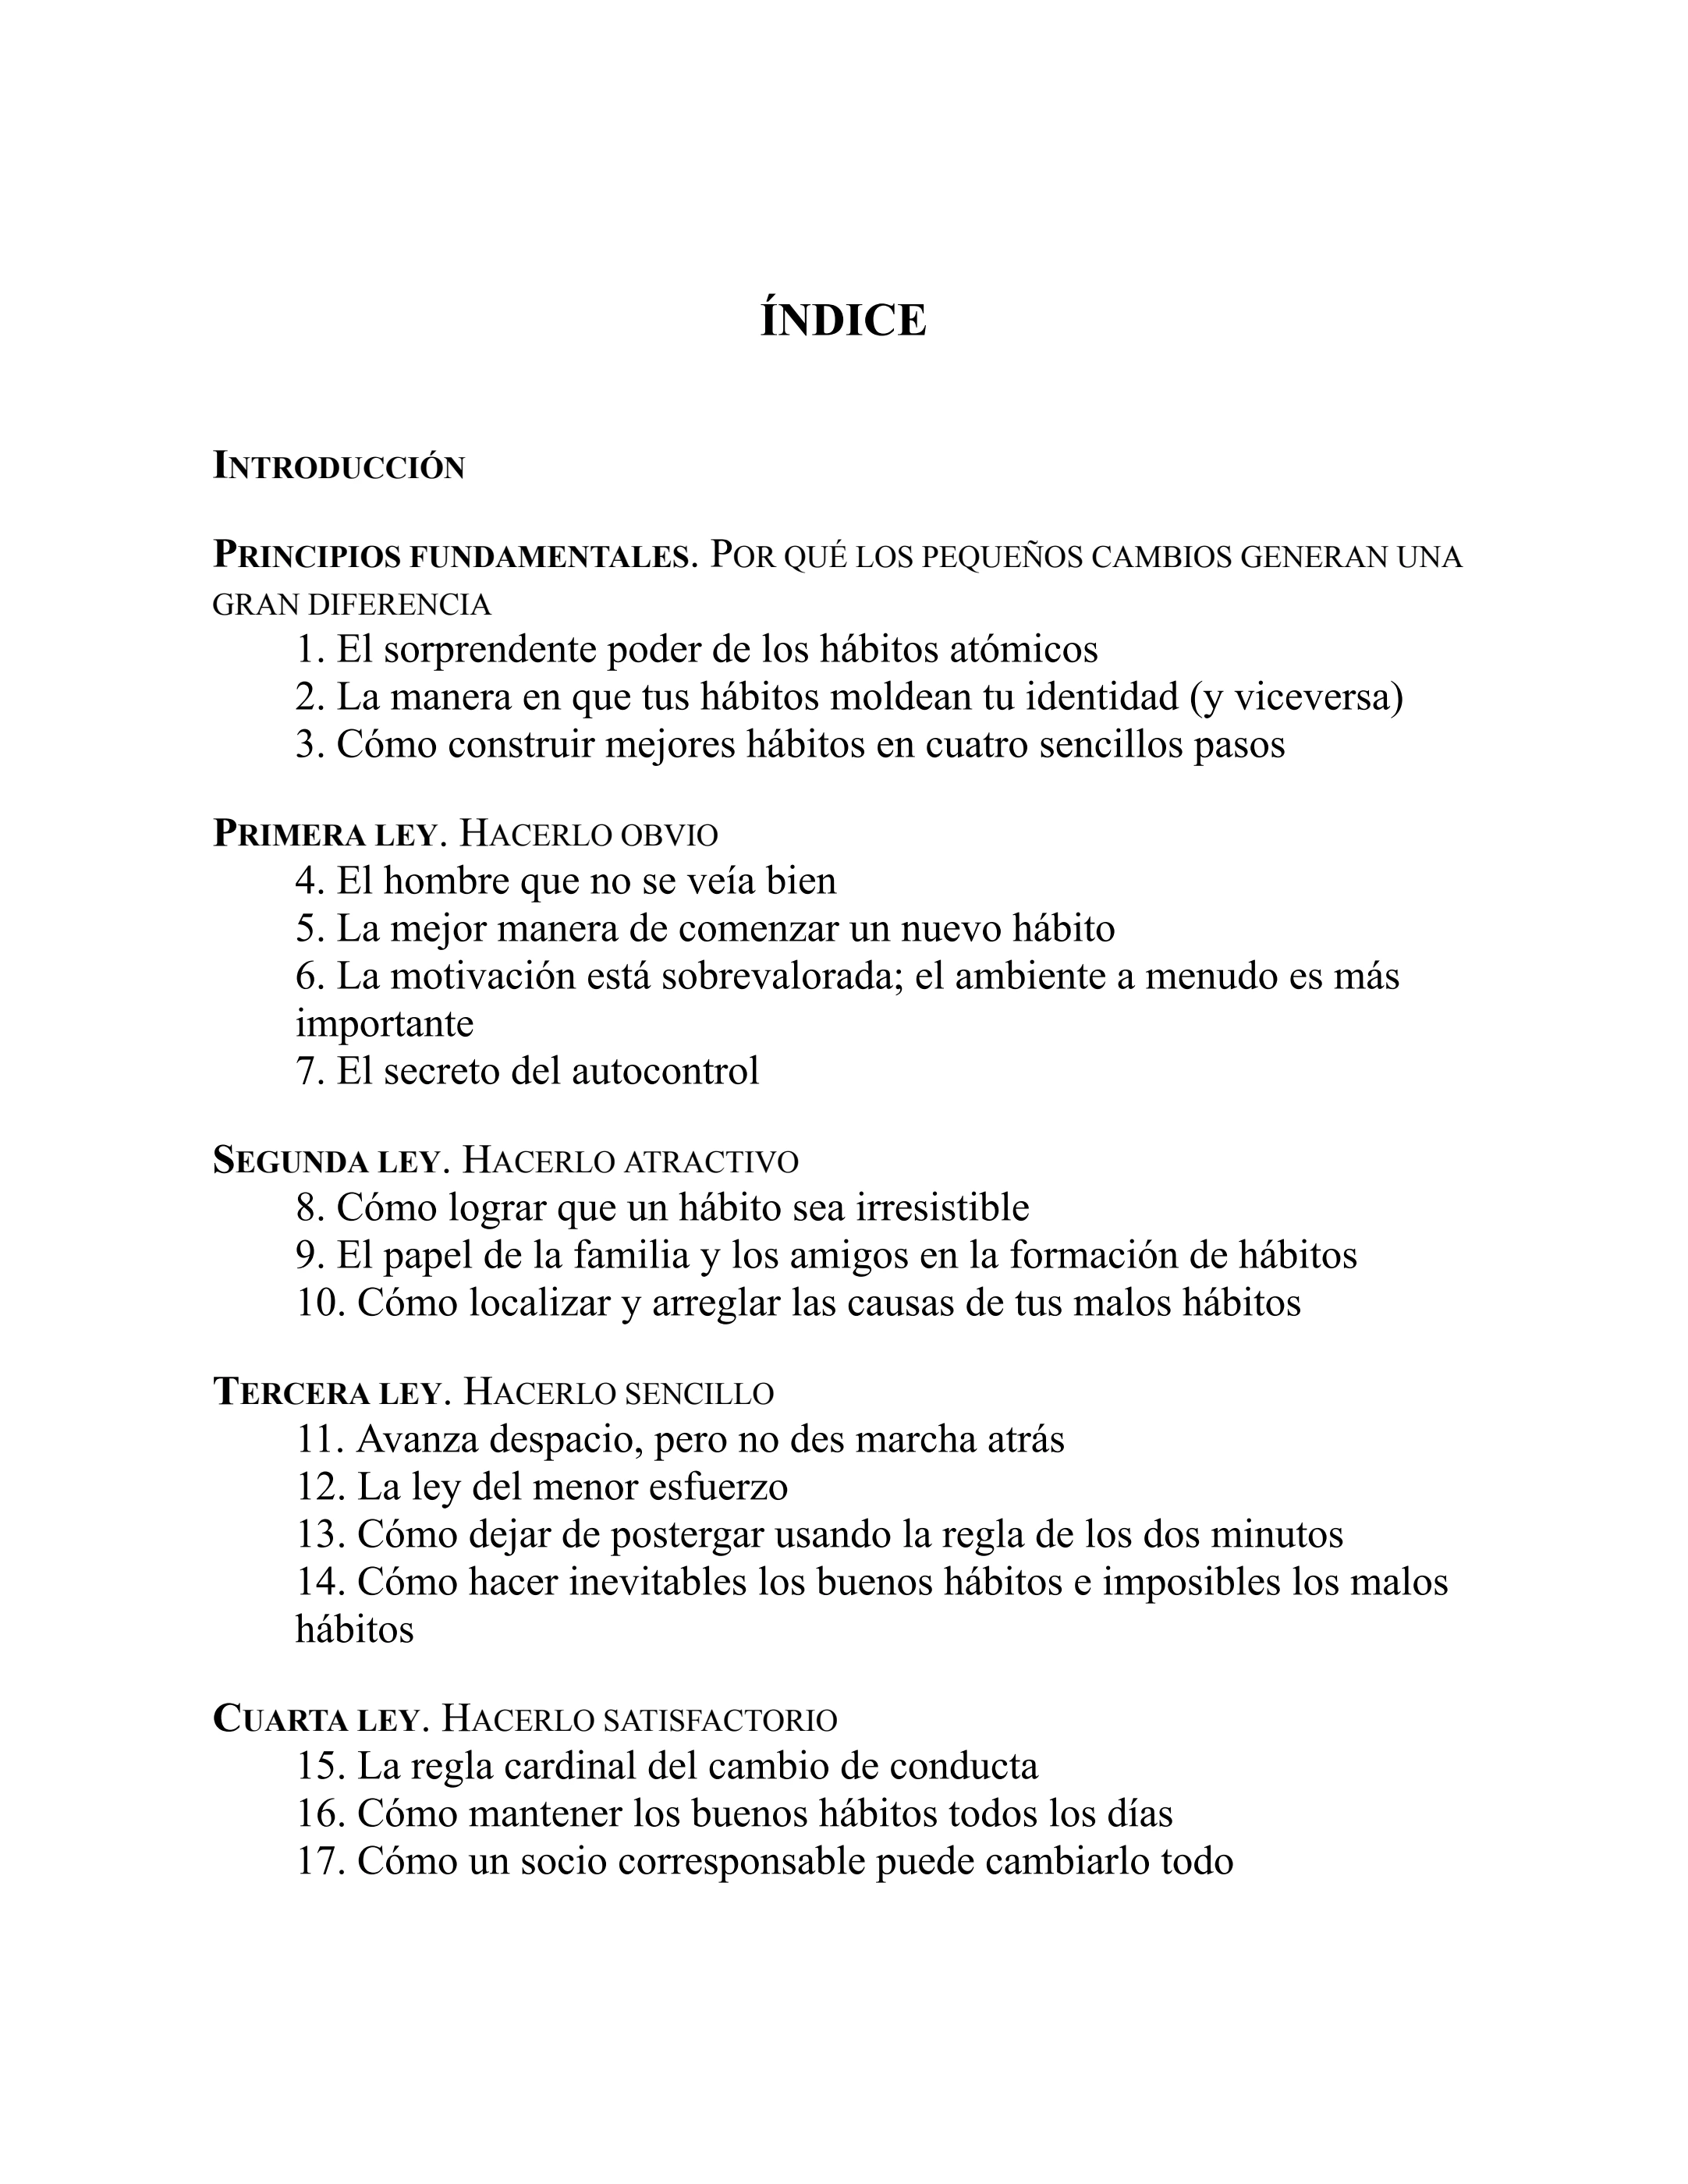 ÍNDICE
INTRODUCCIÓN
PRINCIPIOS FUNDAMENTALES. POR QUÉ LOS PEQUEÑOS CAMBIOS GENERAN UNA
GRAN DIFERENCIA
1. El sorprendente poder de los hábitos atómicos
2. La manera en que tus hábitos moldean tu identidad (y viceversa)
3. Cómo construir mejores hábitos en cuatro sencillos pasos
PRIMERA LEY. HACERLO OBVIO
4. El hombre que no se veía bien
5. La mejor manera de comenzar un nuevo hábito
6. La motivación está sobrevalorada; el ambiente a menudo es más
importante
7. El secreto del autocontrol
SEGUNDA LEY. HACERLO ATRACTIVO
8. Cómo lograr que un hábito sea irresistible
9. El papel de la familia y los amigos en la formación de hábitos
10. Cómo localizar y arreglar las causas de tus malos hábitos
TERCERA LEY. HACERLO SENCILLO
11. Avanza despacio, pero no des marcha atrás
12. La ley del menor esfuerzo
13. Cómo dejar de postergar usando la regla de los dos minutos
14. Cómo hacer inevitables los buenos hábitos e imposibles los malos
hábitos
CUARTA LEY. HACERLO SATISFACTORIO
15. La regla cardinal del cambio de conducta
16. Cómo mantener los buenos hábitos todos los días
17. Cómo un socio corresponsable puede cambiarlo todo